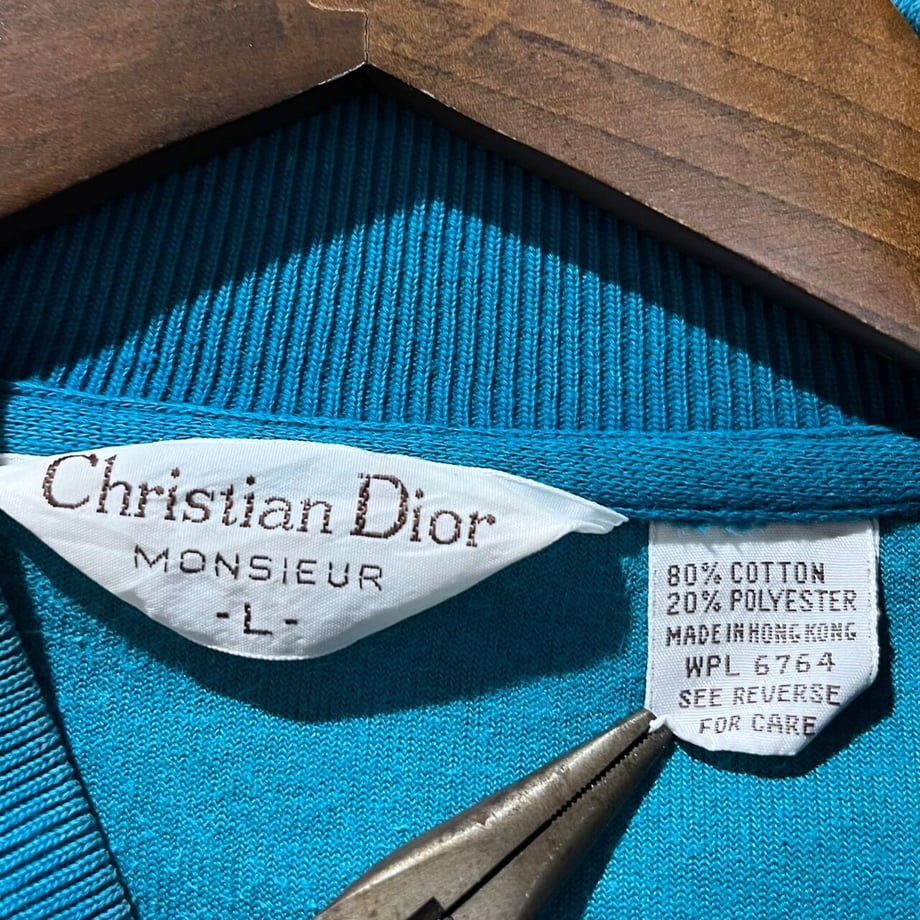 Christian Dior
MONSIEUR
-L-
80% COTTON
20% POLYESTER
MADE IN HONG KONG
WPL 6764
SEE REVERSE
FOR CARE